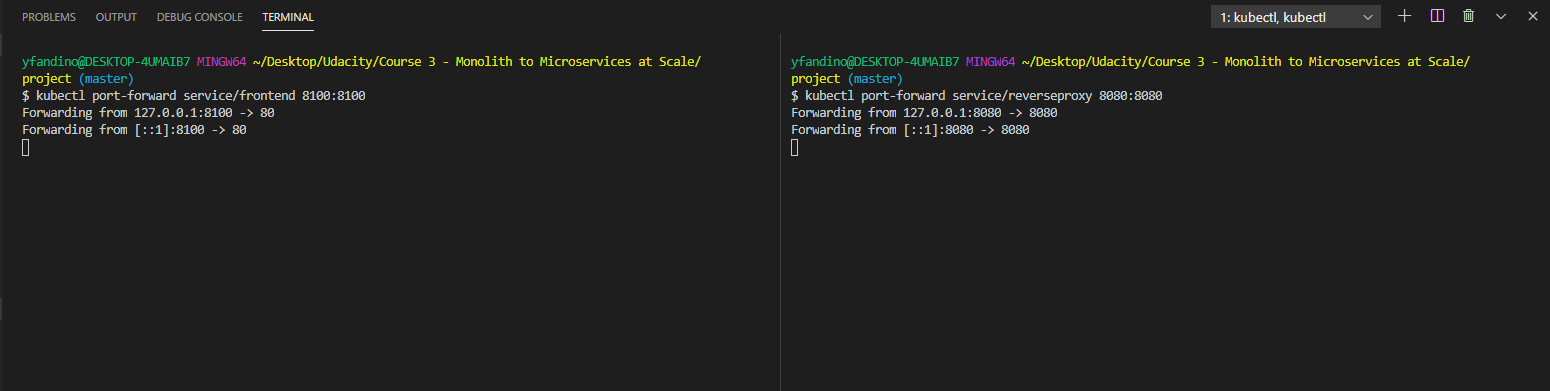 PROBLEMS OUTPUT DEBUG CONSOLE TERMINAL 1: kubectl, kubectl
yfandino@DESKTOP-4UMAIB7 MINGW64 ~/Desktop/Udacity/Course 3 - Monolith to Microservices at Scale/
project (master)
$ kubectl port-forward service/frontend 8100:8100
Forwarding from 127.0.0.1:8100 -> 80
Forwarding from [::1]:8100 -> 80
yfandino@DESKTOP-4UMAIB7 MINGW64 ~/Desktop/Udacity/Course 3 - Monolith to Microservices at Scale/
project (master)
$ kubectl port-forward service/reverseproxy 8080:8080
Forwarding from 127.0.0.1:8080 -> 8080
Forwarding from [::1]:8080 -> 8080